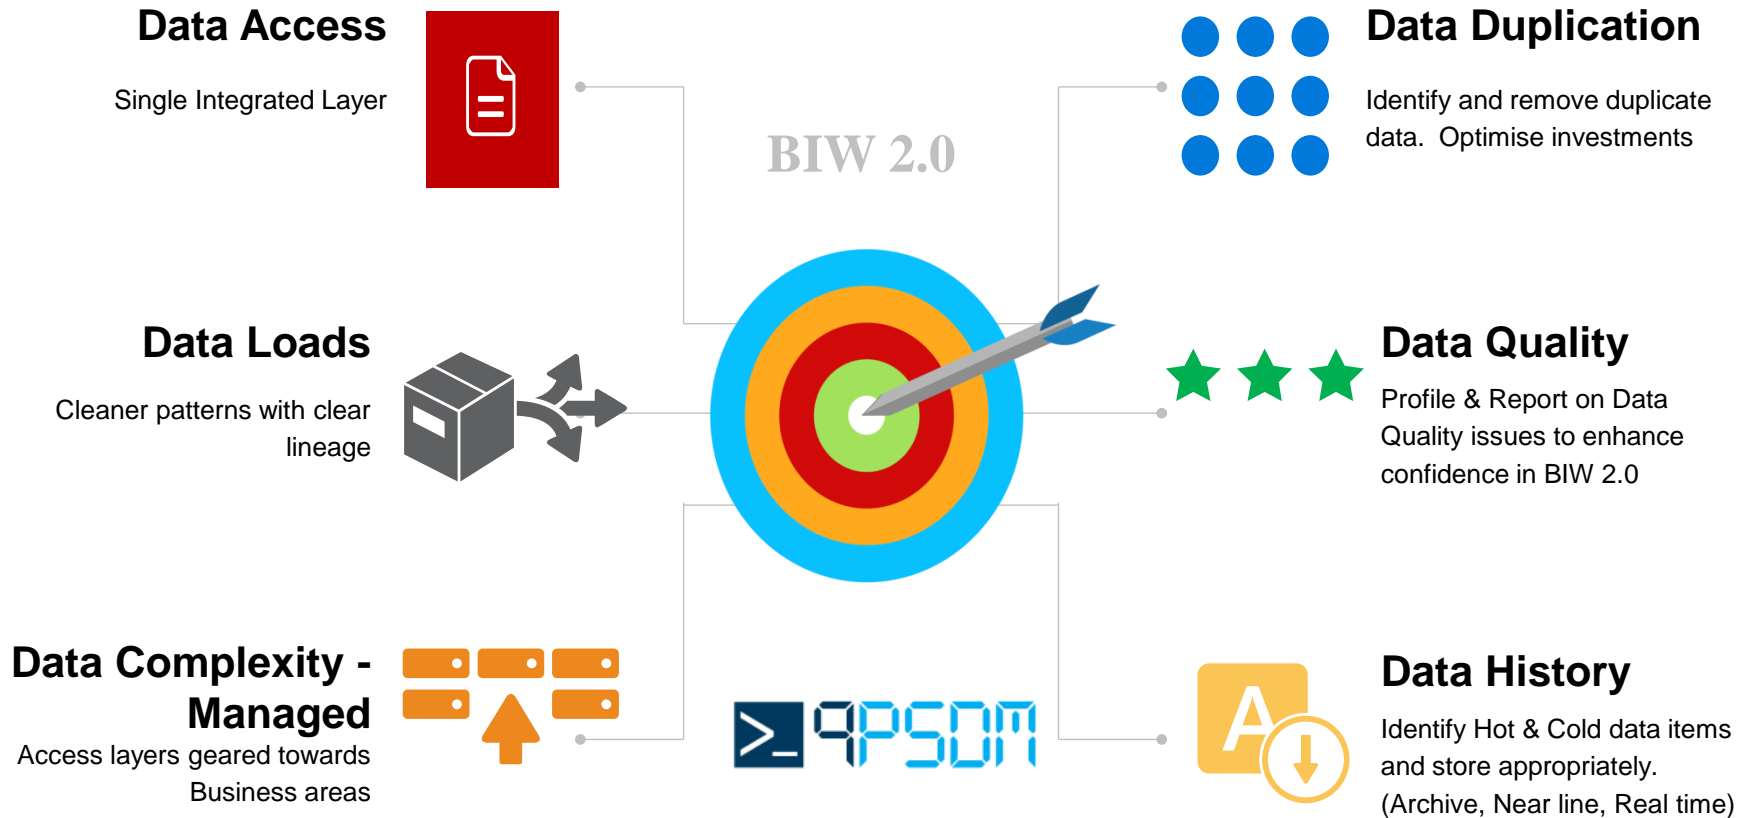 Data Access
Single Integrated Layer
BIW 2.0
Data Duplication
Identify and remove duplicate
data.  Optimise investments
Data Loads
Cleaner patterns with clear
lineage
Data Quality
Profile & Report on Data
Quality issues to enhance
confidence in BIW 2.0
Data Complexity -
Managed
Access layers geared towards
Business areas
>_ qPSDM
A
Data History
Identify Hot & Cold data items
and store appropriately.
(Archive, Near line, Real time)